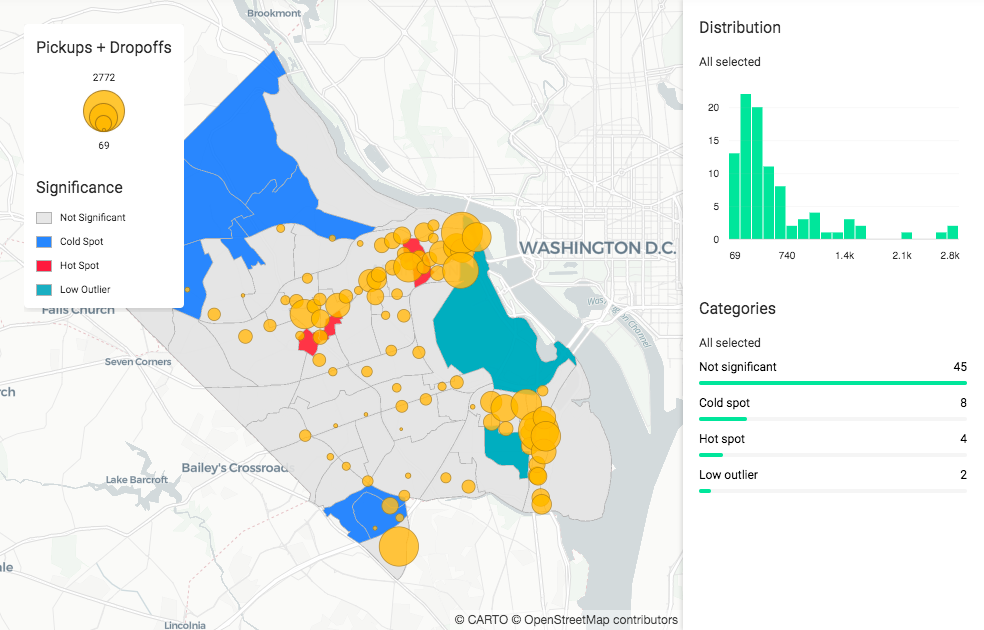 Brookmont
Pickups + Dropoffs
2772
69
Significance
Not Significant
Cold Spot
Hot Spot
Low Outlier
WASHINGTON D.C.
Falls Church
Seven Corners
Bailey's Crossroad
Lake Barcroft
Lincolnia
© CARTO © OpenStreetMap contributors
Distribution
All selected
20
15
10
5
0
69
740
1.4k
2.1k
2.8k
Categories
All selected
Not significant
45
Cold spot
8
Hot spot
4
Low outlier
2